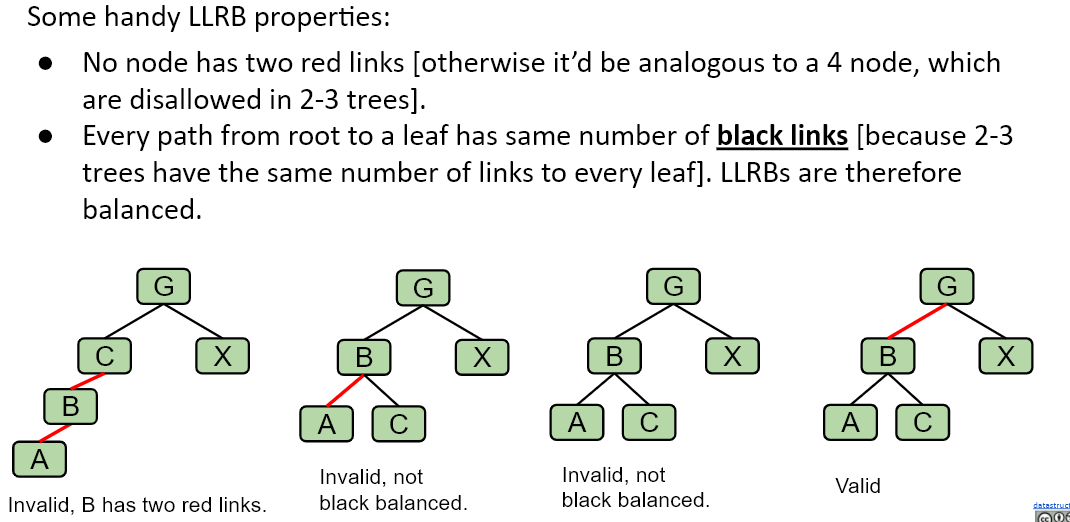 Some handy LLRB properties:
● No node has two red links [otherwise it'd be analogous to a 4 node, which
are disallowed in 2-3 trees].
● Every path from root to a leaf has same number of black links [because 2-3
trees have the same number of links to every leaf]. LLRBs are therefore
balanced.
G
C X
B
A
Invalid, B has two red links.
G
B X
A C
Invalid, not
black balanced.
G
B X
A C
Invalid, not
black balanced.
G
B X
A C
Valid
datastruct